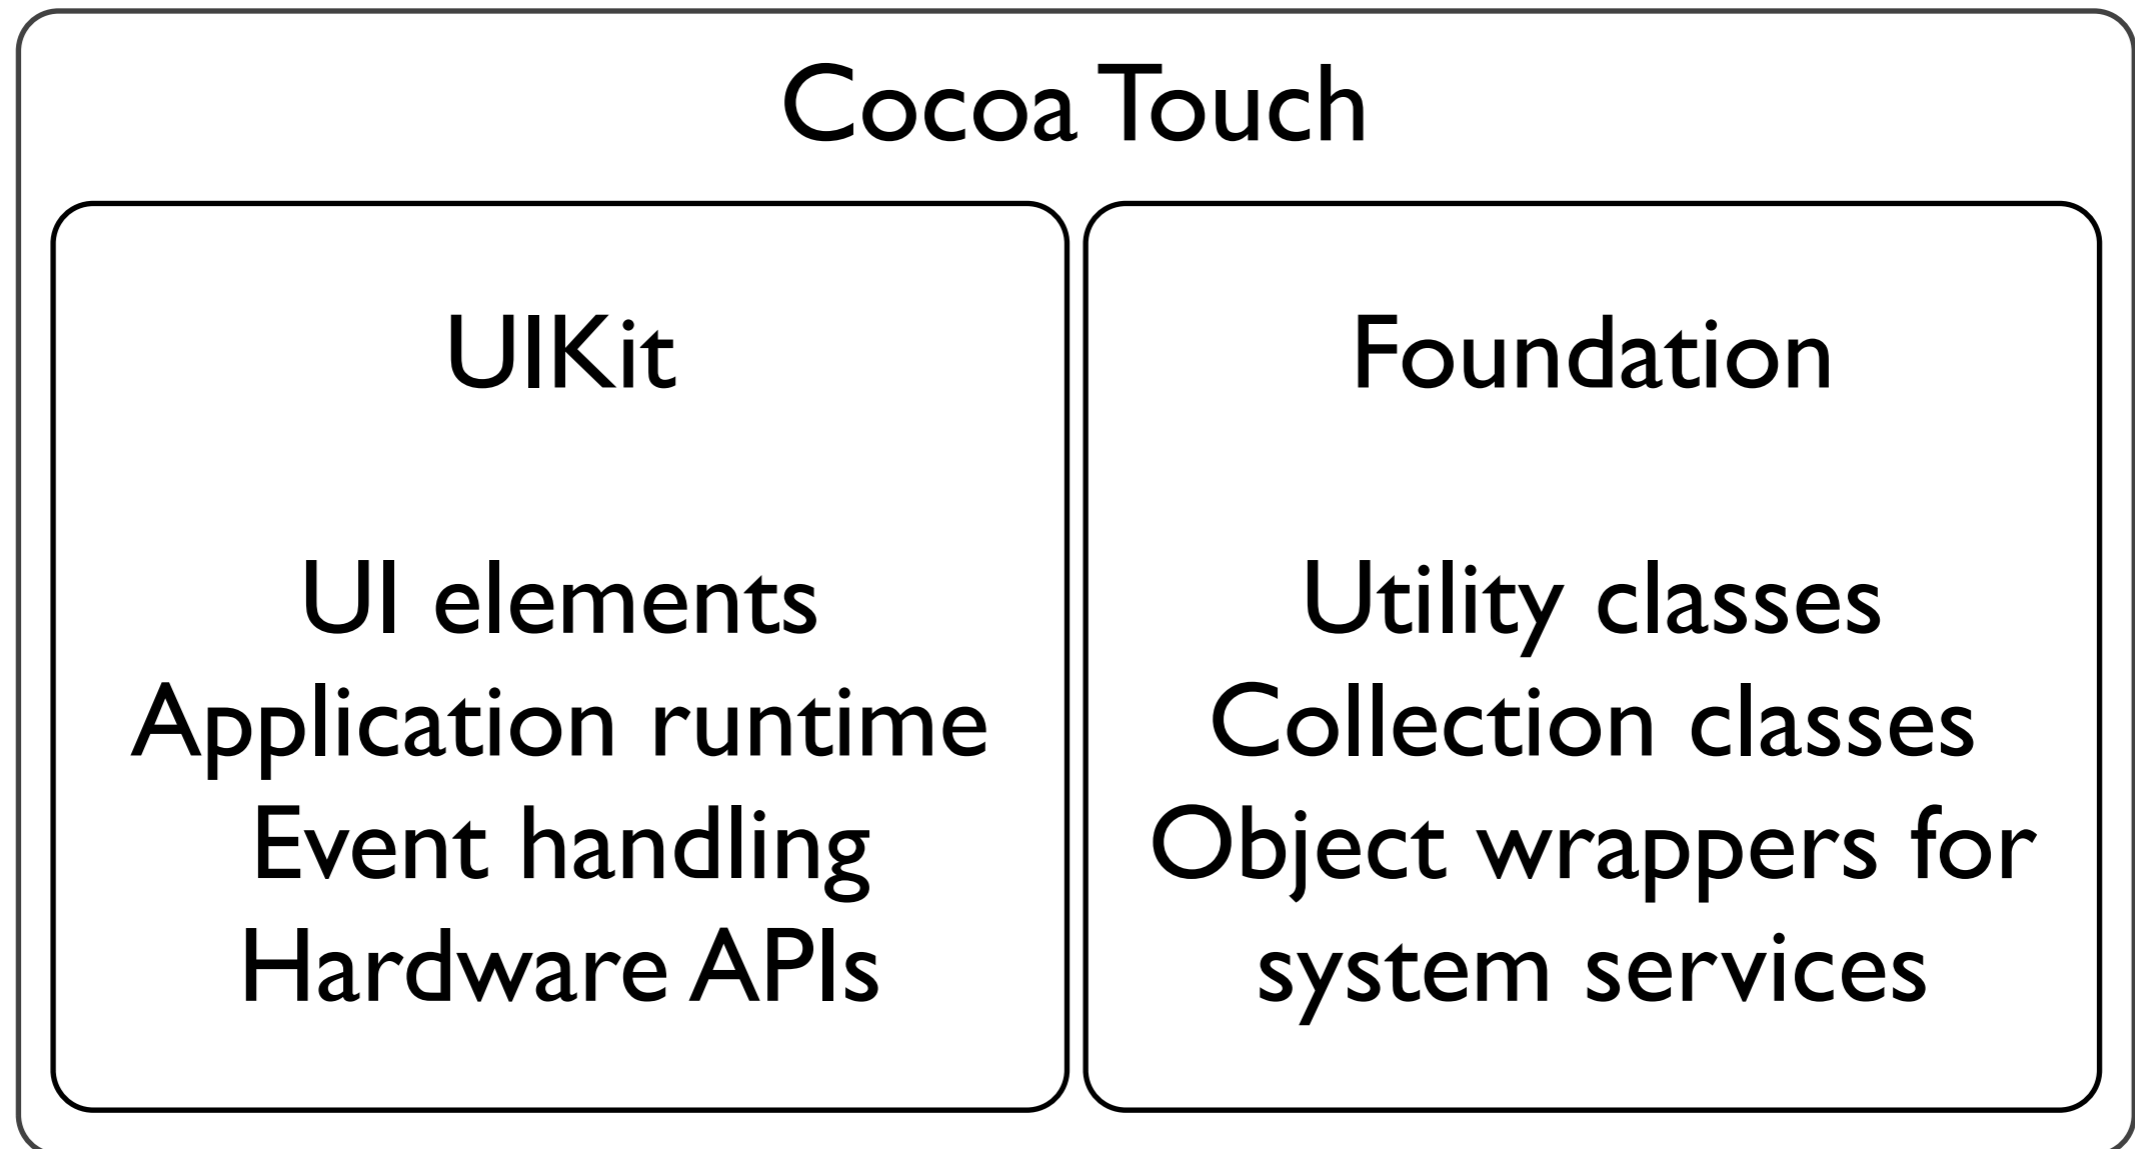 Cocoa Touch
UIKit
UI elements
Application runtime
Event handling
Hardware APIs
Foundation
Utility classes
Collection classes
Object wrappers for
system services